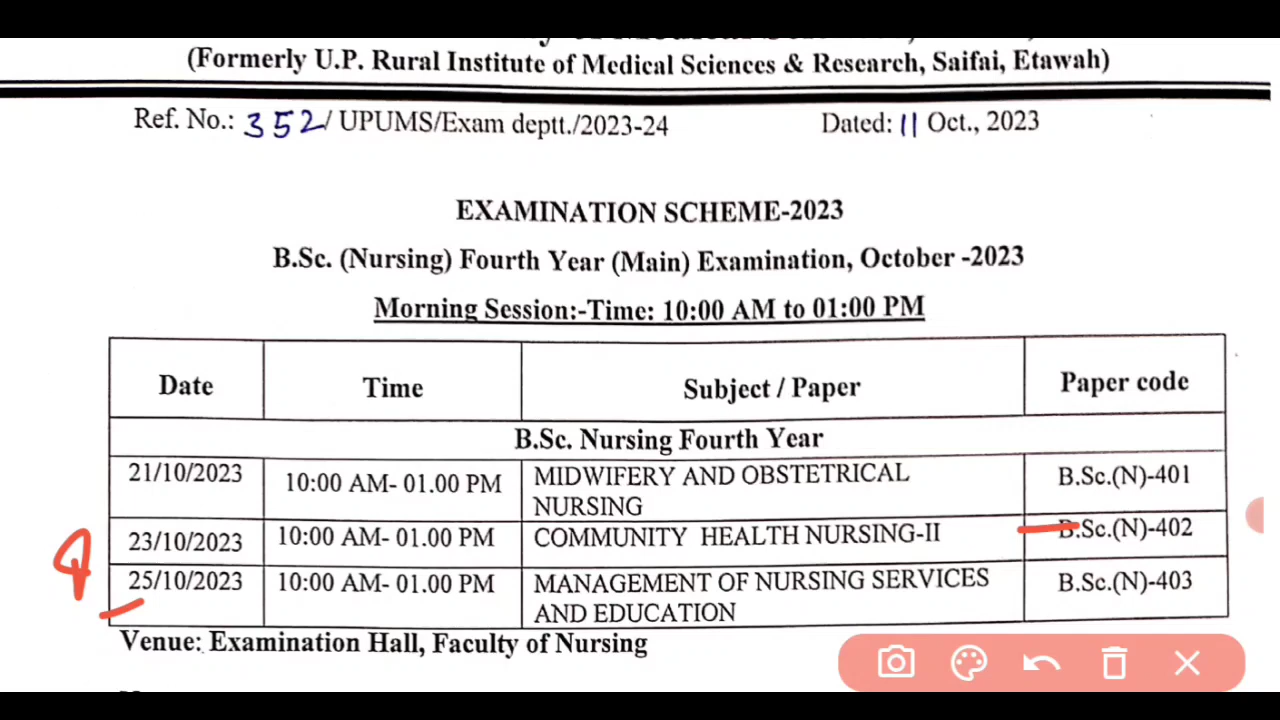 (Formerly U.P. Rural Institute of Medical Sciences & Research, Saifai, Etawah)
Ref. No.: 352/ UPUMS/Exam deptt./2023-24 Dated: 11 Oct., 2023
EXAMINATION SCHEME-2023
B.Sc. (Nursing) Fourth Year (Main) Examination, October -2023
Morning Session:-Time: 10:00 AM to 01:00 PM
Date Time Subject / Paper Paper code
B.Sc. Nursing Fourth Year
21/10/2023 10:00 AM- 01.00 PM MIDWIFERY AND OBSTETRICAL B.Sc.(N)-401
NURSING
23/10/2023 10:00 AM- 01.00 PM COMMUNITY HEALTH NURSING-II B.Sc.(N)-402
25/10/2023 10:00 AM- 01.00 PM MANAGEMENT OF NURSING SERVICES B.Sc.(N)-403
AND EDUCATION
Venue: Examination Hall, Faculty of Nursing